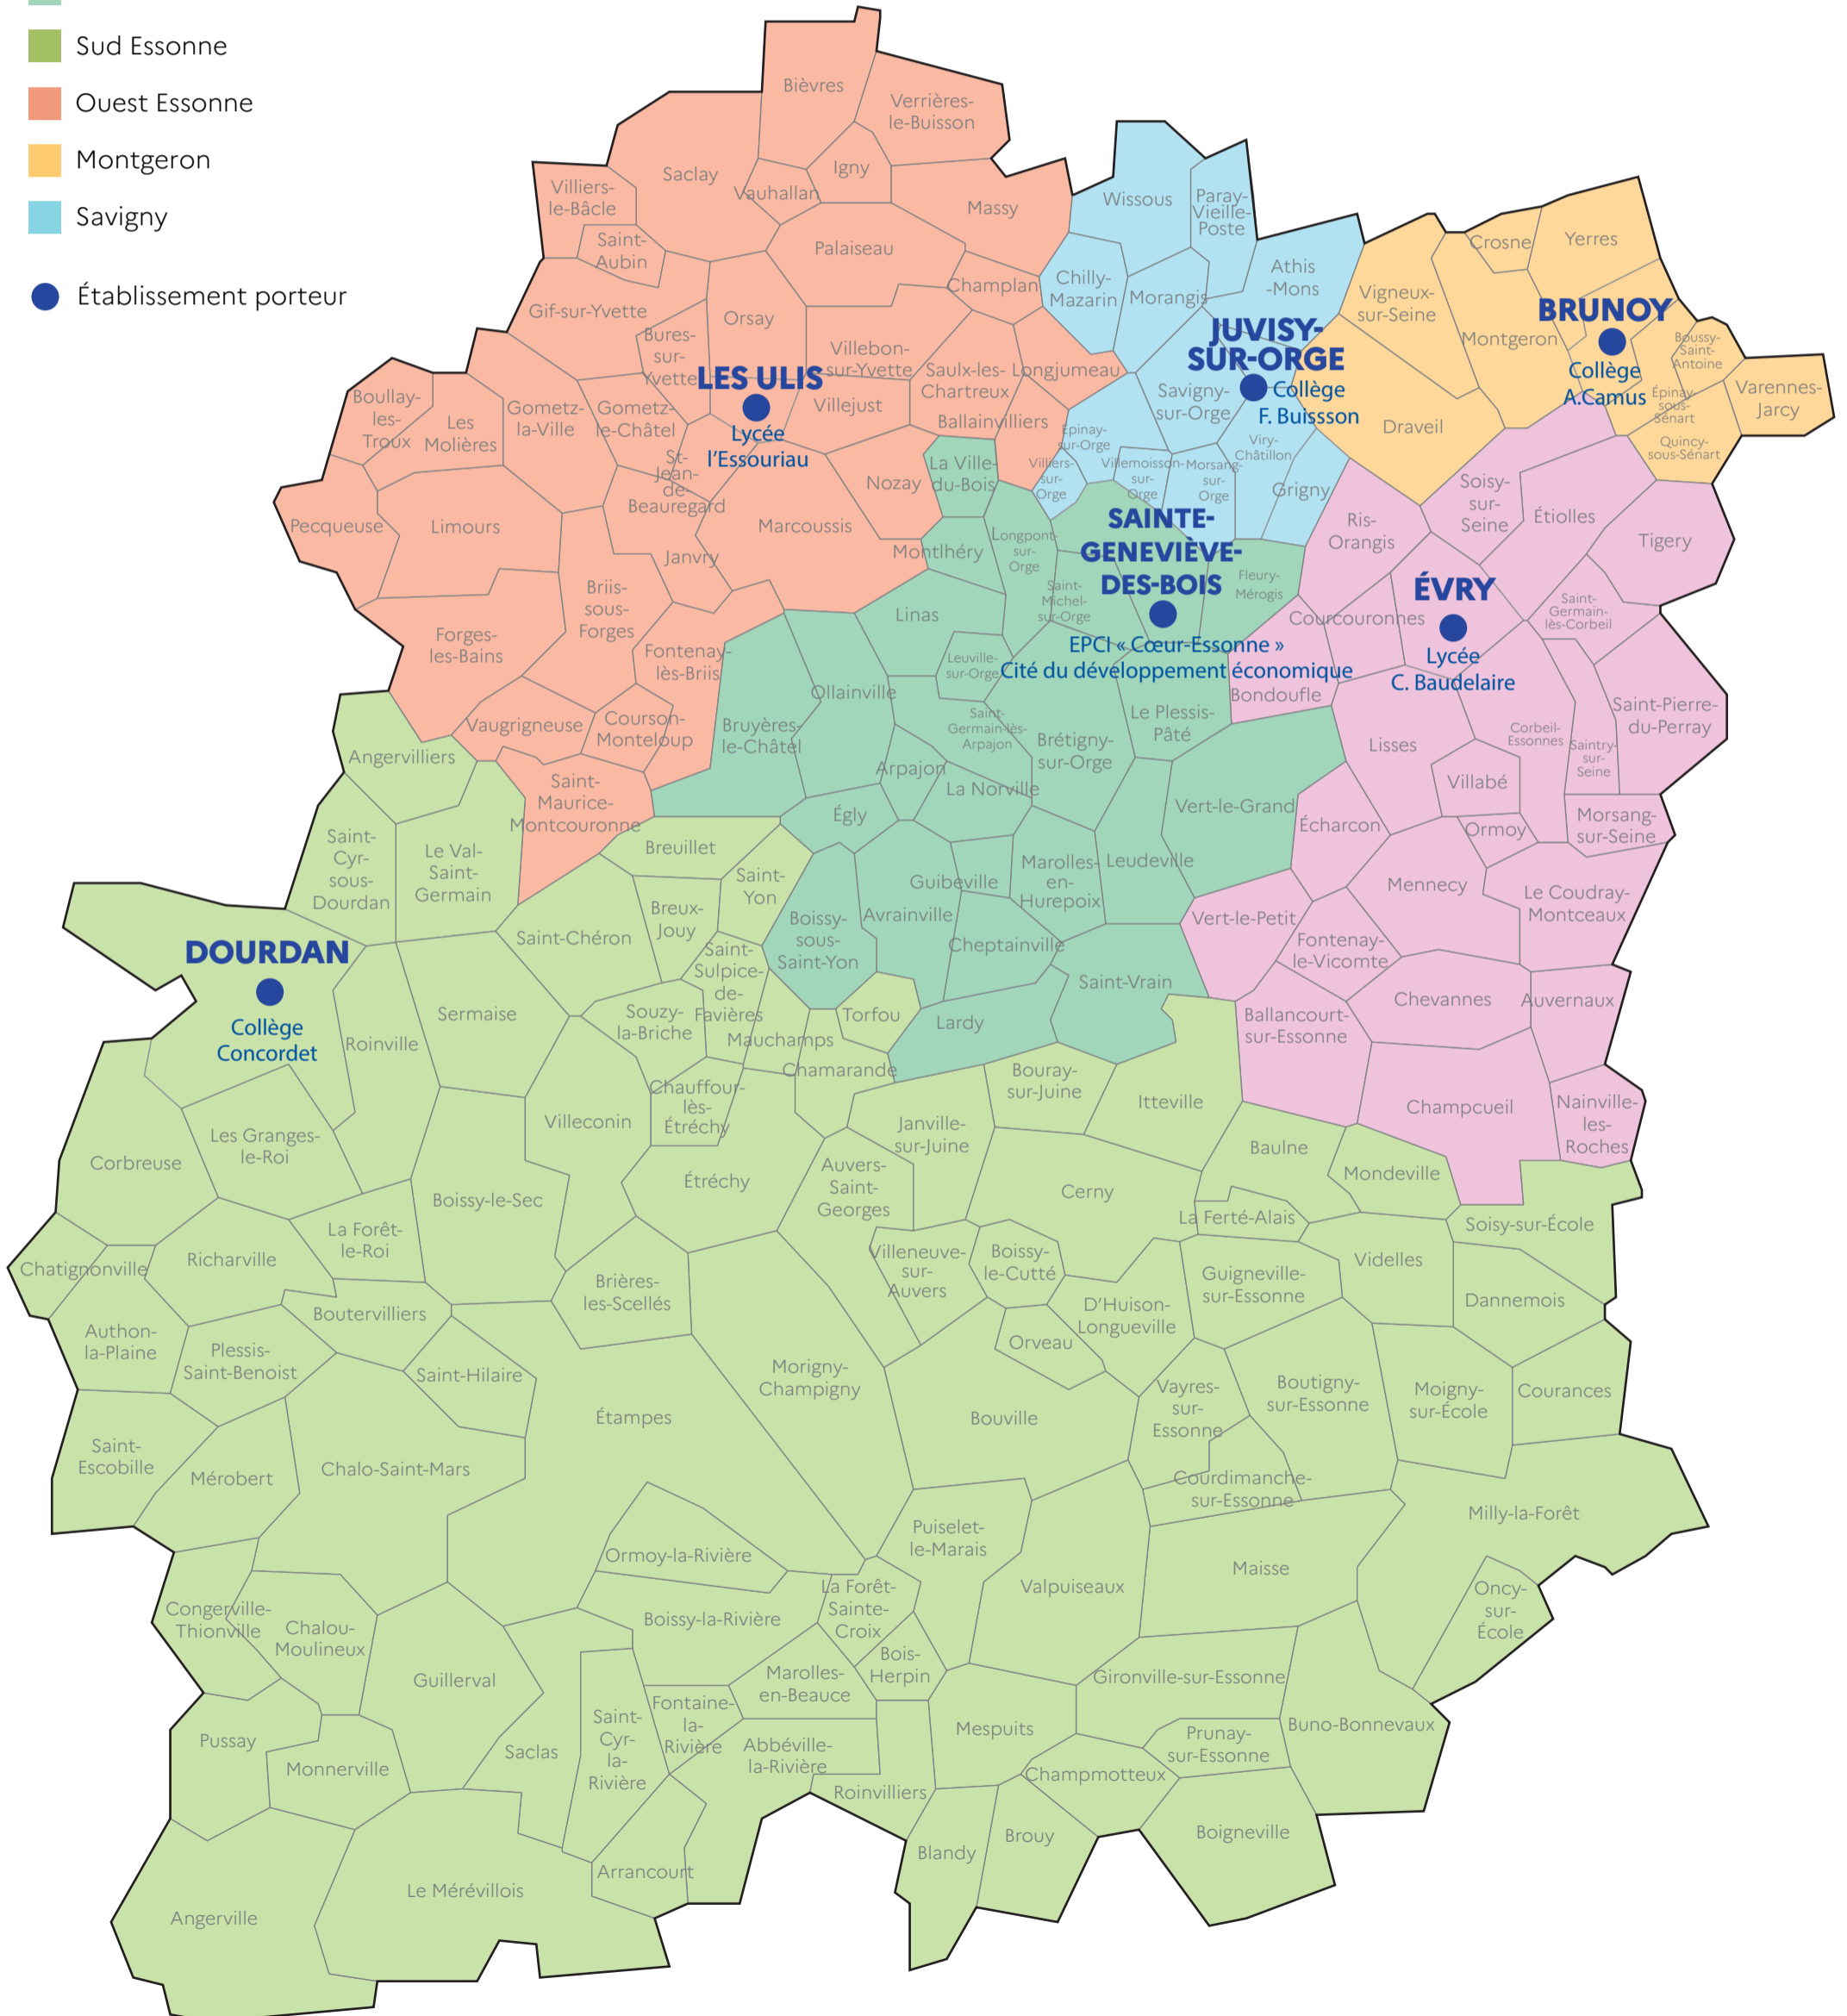 Sud Essonne
Ouest Essonne
Montgeron
Savigny
Établissement porteur
Bièvres
Verrières-
le-Buisson
Igny
Saclay
Vauhallan
Villiers-
le-Bâcle
Massy
Saint-
Aubin
Palaiseau
Champlan
Gif-sur-Yvette
Orsay
Bures-
sur-
Yvette
Villebon-
sur-Yvette
Saulx-les-
Chartreux
Longjumeau
LES ULIS
Lycée
l'Essouriau
Villejust
Ballainvilliers
Boullay-
les-
Troux
Les
Molières
Gometz-
la-Ville
Gometz-
le-Châtel
St-
Jean-
de-
Beauregard
Nozay
Marcoussis
Pecqueuse
Limours
Janvry
Briis-
sous-
Forges
Forges-
les-Bains
Fontenay-
lès-Briis
Vaugrigneuse
Courson-
Monteloup
Saint-
Maurice-
Montcouronne
Wissous
Paray-
Vieille-
Poste
Chilly-
Mazarin
Morangis
Athis
-Mons
JUVISY-
SUR-ORGE
Collège
F. Buissson
Savigny-
sur-Orge
Epinay-
sur-Orge
Villiers-
sur-
Orge
Villemoisson-
sur-
Orge
Morsang-
sur-
Orge
Viry-
Châtillon
Grigny
Vigneux-
sur-Seine
Crosne
Yerres
Montgeron
BRUNOY
Collège
A.Camus
Boussy-
Saint-
Antoine
Épinay-
sous-
Sénart
Varennes-
Jarcy
Quincy-
sous-Sénart
Draveil
La Ville-
du-Bois
Montlhéry
Longpont-
sur-
Orge
SAINTE-
GENEVIÈVE-
DES-BOIS
EPCI « Cœur-Essonne »
Cité du développement économique
Saint-
Michel-
sur-Orge
Fleury-
Mérogis
Linas
Leuville-
sur-Orge
Ollainville
Bruyères-
le-Châtel
Saint-
Germain-lès-
Arpajon
Brétigny-
sur-Orge
Le Plessis-
Pâté
Arpajon
La Norville
Vert-le-Grand
Égly
Guibeville
Marolles-
en-
Hurepoix
Leudeville
Avrainville
Boissy-
sous-
Saint-Yon
Cheptainville
Saint-Vrain
Lardy
Soisy-
sur-
Seine
Étiolles
Ris-
Orangis
Tigery
ÉVRY
Lycée
C. Baudelaire
Courcouronnes
Saint-
Germain-
lès-Corbeil
Bondoufle
Saint-Pierre-
du-Perray
Lisses
Corbeil-
Essonnes
Saintry-
sur-
Seine
Villabé
Écharcon
Ormoy
Morsang-
sur-Seine
Mennecy
Le Coudray-
Montceaux
Vert-le-Petit
Fontenay-
le-Vicomte
Chevannes
Auvernaux
Ballancourt-
sur-Essonne
Champcueil
Nainville-
les-
Roches
Angervilliers
Saint-
Cyr-
sous-
Dourdan
Le Val-
Saint-
Germain
Breuillet
Saint-
Yon
Breux-
Jouy
Saint-Chéron
Saint-
Sulpice-
de-
Favières
DOURDAN
Collège
Concordet
Roinville
Sermaise
Souzy-
la-Briche
Mauchamps
Torfou
Chamarande
Chauffour-
lès-
Étréchy
Villeconin
Bouray-
sur-Juine
Itteville
Janville-
sur-Juine
Les Granges-
le-Roi
Corbreuse
Boissy-le-Sec
Étréchy
Auvers-
Saint-
Georges
Cerny
Baulne
Mondeville
La Ferté-Alais
Soisy-sur-École
La Forêt-
le-Roi
Richarville
Chatignonville
Boutervilliers
Brières-
les-Scellés
Villeneuve-
sur-
Auvers
Boissy-
le-Cutté
D'Huison-
Longueville
Guigneville-
sur-Essonne
Videlles
Dannemois
Authon-
la-Plaine
Plessis-
Saint-Benoist
Saint-Hilaire
Orveau
Morigny-
Champigny
Étampes
Bouville
Vayres-
sur-
Essonne
Boutigny-
sur-Essonne
Moigny-
sur-École
Courances
Saint-
Escobille
Mérobert
Chalo-Saint-Mars
Courdimanche-
sur-Essonne
Milly-la-Forêt
Puiselet-
le-Marais
Ormoy-la-Rivière
Maisse
Valpuiseaux
La Forêt-
Sainte-
Croix
Oncy-
sur-
École
Congerville-
Thionville
Chalou-
Moulineux
Boissy-la-Rivière
Bois-
Herpin
Guillerval
Marolles-
en-Beauce
Gironville-sur-Essonne
Fontaine-
la-
Rivière
Saint-
Cyr-
la-
Rivière
Mespuits
Buno-Bonnevaux
Pussay
Saclas
Abbéville-
la-Rivière
Prunay-
sur-Essonne
Monnerville
Champmotteux
Roinvilliers
Boigneville
Brouy
Blandy
Arrancourt
Le Mérévillois
Angerville